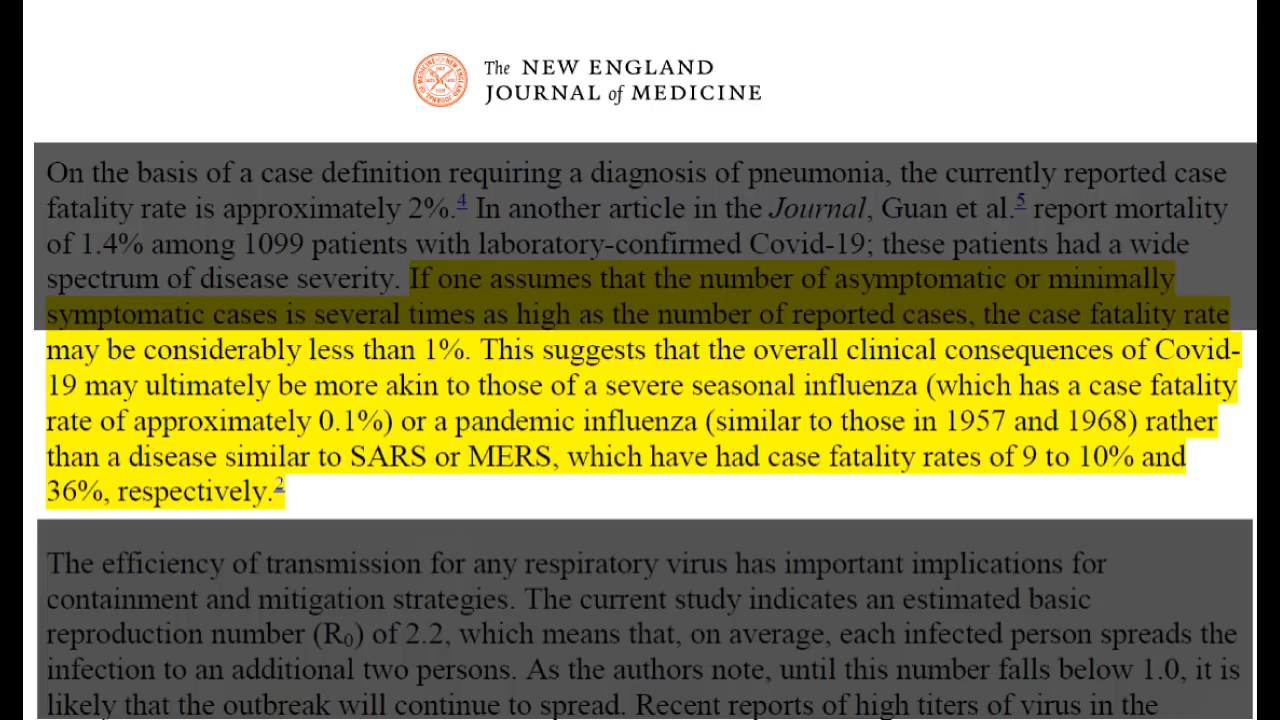 The NEW ENGLAND
JOURNAL of MEDICINE
On the basis of a case definition requiring a diagnosis of pneumonia, the currently reported case
fatality rate is approximately 2%.4 In another article in the Journal, Guan et al.5 report mortality
of 1.4% among 1099 patients with laboratory-confirmed Covid-19; these patients had a wide
spectrum of disease severity. If one assumes that the number of asymptomatic or minimally
symptomatic cases is several times as high as the number of reported cases, the case fatality rate
may be considerably less than 1%. This suggests that the overall clinical consequences of Covid-
19 may ultimately be more akin to those of a severe seasonal influenza (which has a case fatality
rate of approximately 0.1%) or a pandemic influenza (similar to those in 1957 and 1968) rather
than a disease similar to SARS or MERS, which have had case fatality rates of 9 to 10% and
36%, respectively.2
The efficiency of transmission for any respiratory virus has important implications for
containment and mitigation strategies. The current study indicates an estimated basic
reproduction number (R0) of 2.2, which means that, on average, each infected person spreads the
infection to an additional two persons. As the authors note, until this number falls below 1.0, it is
likely that the outbreak will continue to spread. Recent reports of high titers of virus in the